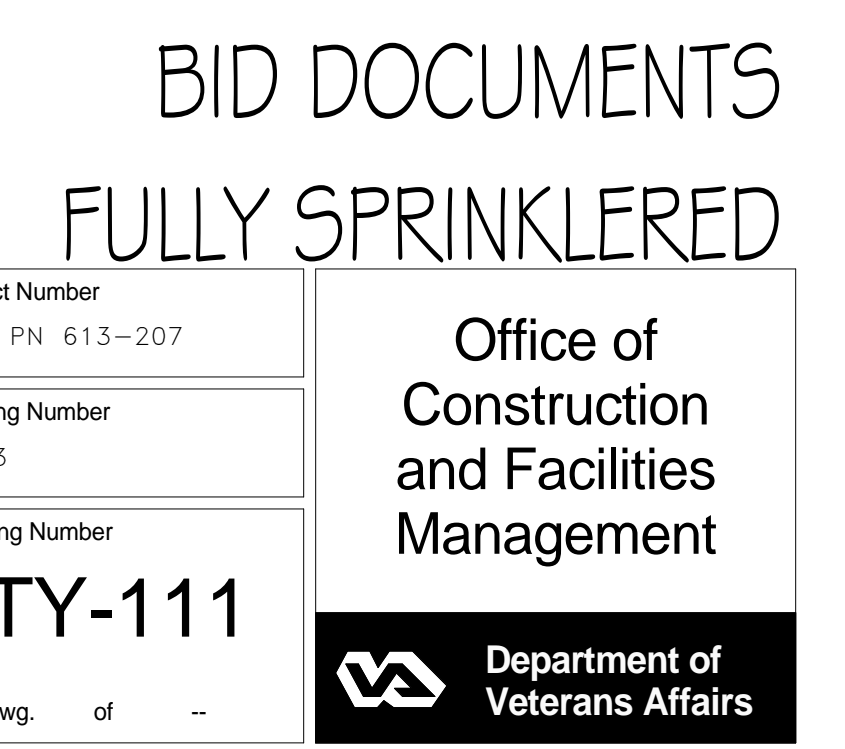 BID DOCUMENTS
FULLY SPRINKLERED
ct Number
PN 613-207
ng Number
3
ng Number
TY-111
wg. of --
Office of
Construction
and Facilities
Management
Department of
Veterans Affairs